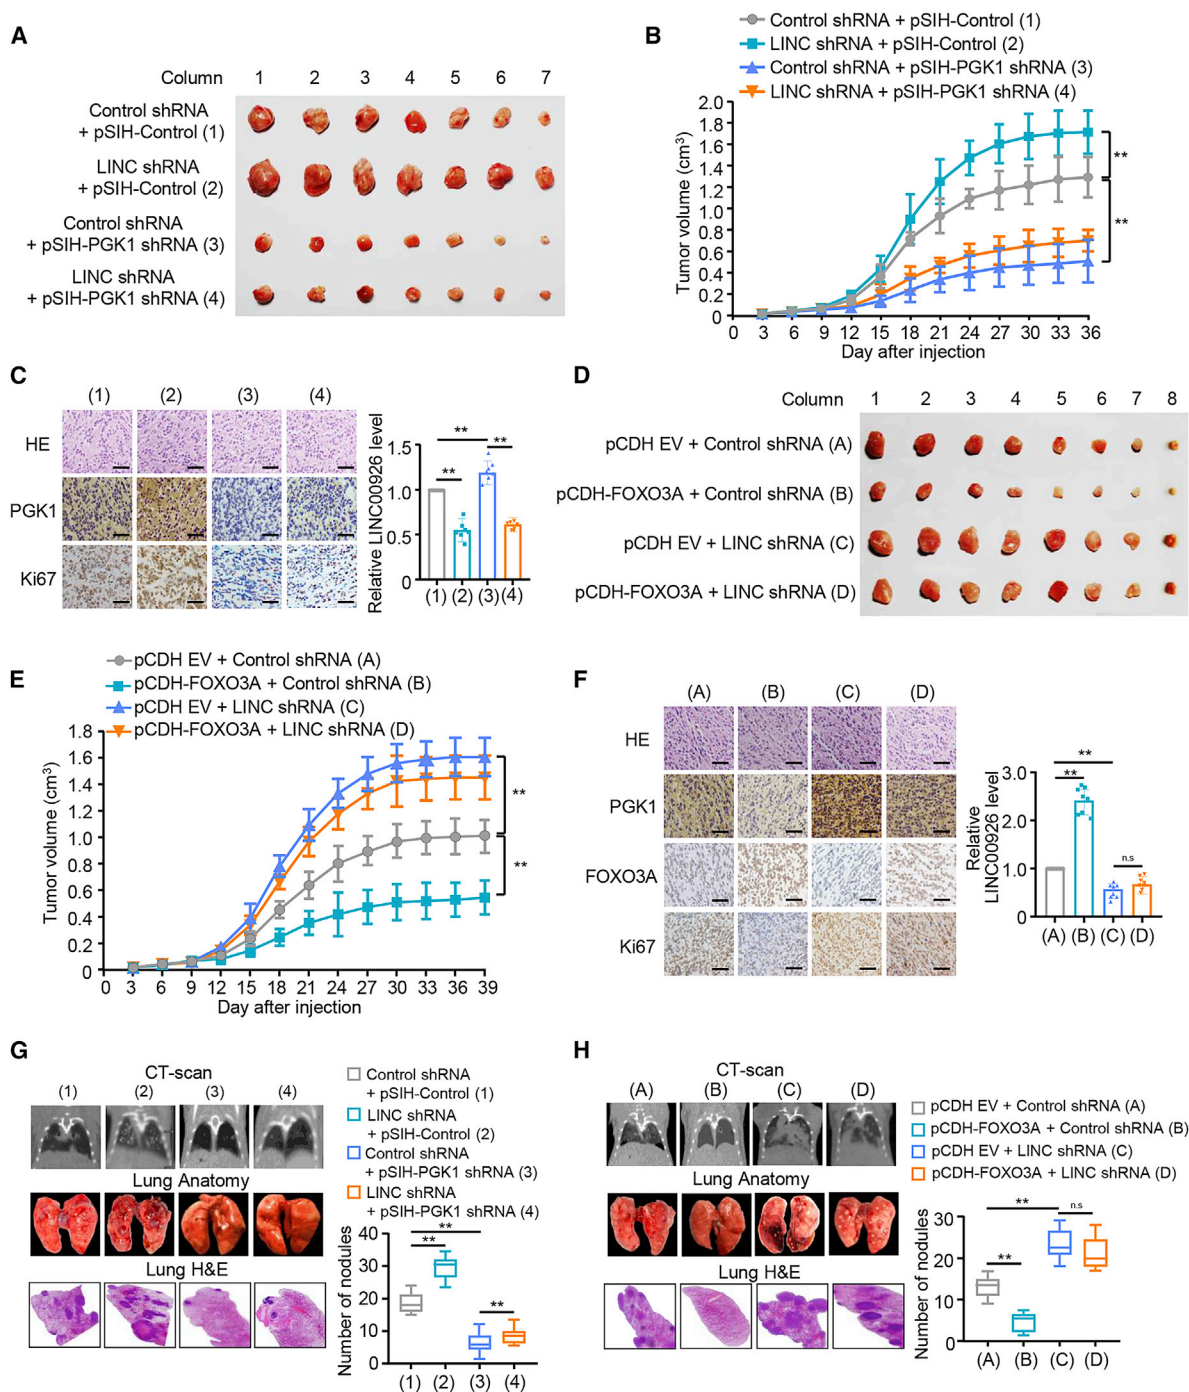 A
Column 1 2 3 4 5 6 7
Control shRNA
+ pSIH-Control (1)
LINC shRNA
+ pSIH-Control (2)
Control shRNA
+ pSIH-PGK1 shRNA (3)
LINC shRNA
+ pSIH-PGK1 shRNA (4)
B
Control shRNA + pSIH-Control (1)
LINC shRNA + pSIH-Control (2)
Control shRNA + pSIH-PGK1 shRNA (3)
LINC shRNA + pSIH-PGK1 shRNA (4)
Tumor volume (cm³)
2.0
1.8
1.6
1.4
1.2
1.0
0.8
0.6
0.4
0.2
0
**
**
0 3 6 9 12 15 18 21 24 27 30 33 36
Day after injection
C
(1) (2) (3) (4)
HE
PGK1
Ki67
Relative LINC00926 level
1.5
1.0
0.5
0
**
** **
(1) (2) (3) (4)
D
Column 1 2 3 4 5 6 7 8
pCDH EV + Control shRNA (A)
pCDH-FOXO3A + Control shRNA (B)
pCDH EV + LINC shRNA (C)
pCDH-FOXO3A + LINC shRNA (D)
E
pCDH EV + Control shRNA (A)
pCDH-FOXO3A + Control shRNA (B)
pCDH EV + LINC shRNA (C)
pCDH-FOXO3A + LINC shRNA (D)
Tumor volume (cm³)
1.8
1.6
1.4
1.2
1.0
0.8
0.6
0.4
0.2
0
**
**
0 3 6 9 12 15 18 21 24 27 30 33 36 39
Day after injection
F
(A) (B) (C) (D)
HE
PGK1
FOXO3A
Ki67
Relative
LINC00926 level
3.0
2.0
1.0
0
**
**
n.s
(A) (B) (C) (D)
G
CT-scan
(1) (2) (3) (4)
Lung Anatomy
Lung H&E
Control shRNA
+ pSIH-Control (1)
LINC shRNA
+ pSIH-Control (2)
Control shRNA
+ pSIH-PGK1 shRNA (3)
LINC shRNA
+ pSIH-PGK1 shRNA (4)
Number of nodules
40
30
20
10
0
**
**
**
(1) (2) (3) (4)
H
CT-scan
(A) (B) (C) (D)
Lung Anatomy
Lung H&E
pCDH EV + Control shRNA (A)
pCDH-FOXO3A + Control shRNA (B)
pCDH EV + LINC shRNA (C)
pCDH-FOXO3A + LINC shRNA (D)
Number of nodules
30
20
10
0
** n.s
**
(A) (B) (C) (D)